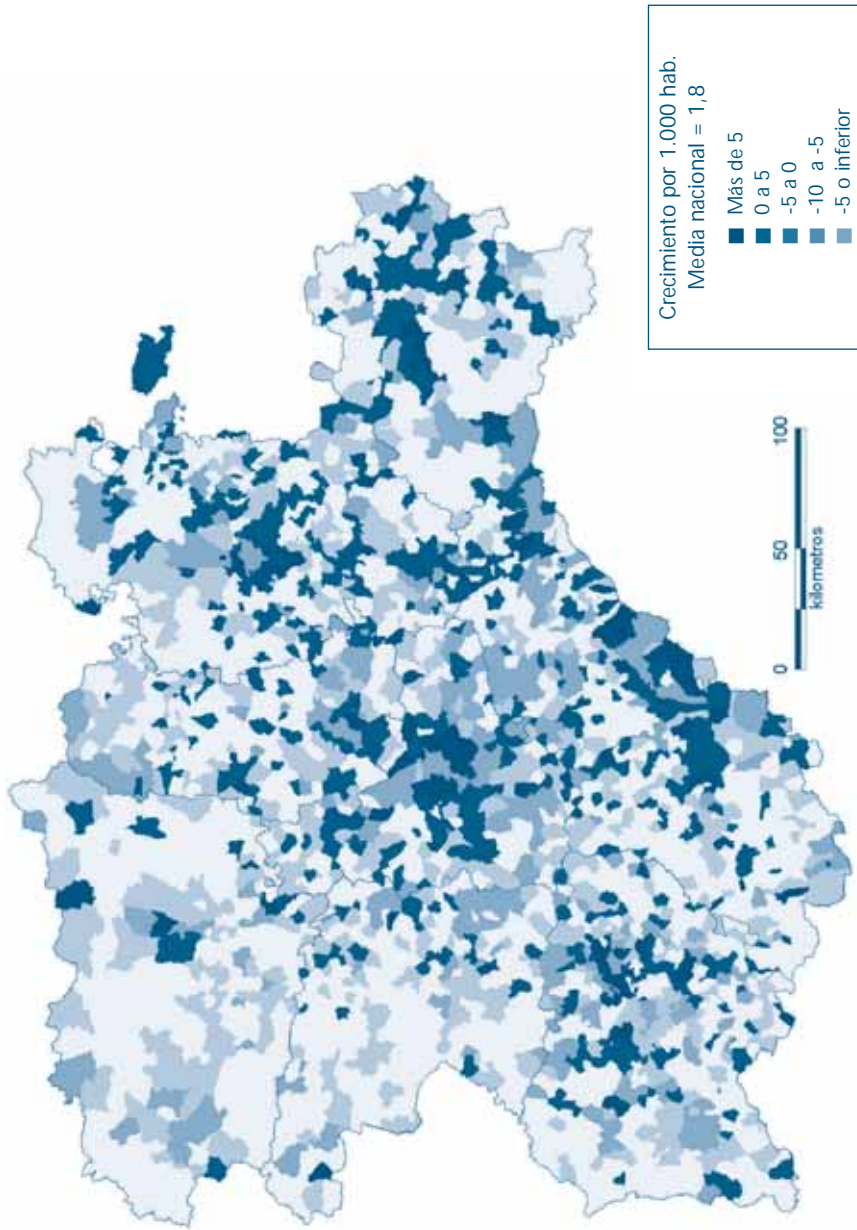 Crecimiento por 1.000 hab.
Media nacional = 1,8
Más de 5
0 a 5
-5 a 0
-10 a -5
-5 o inferior
0 50 100
kilometros